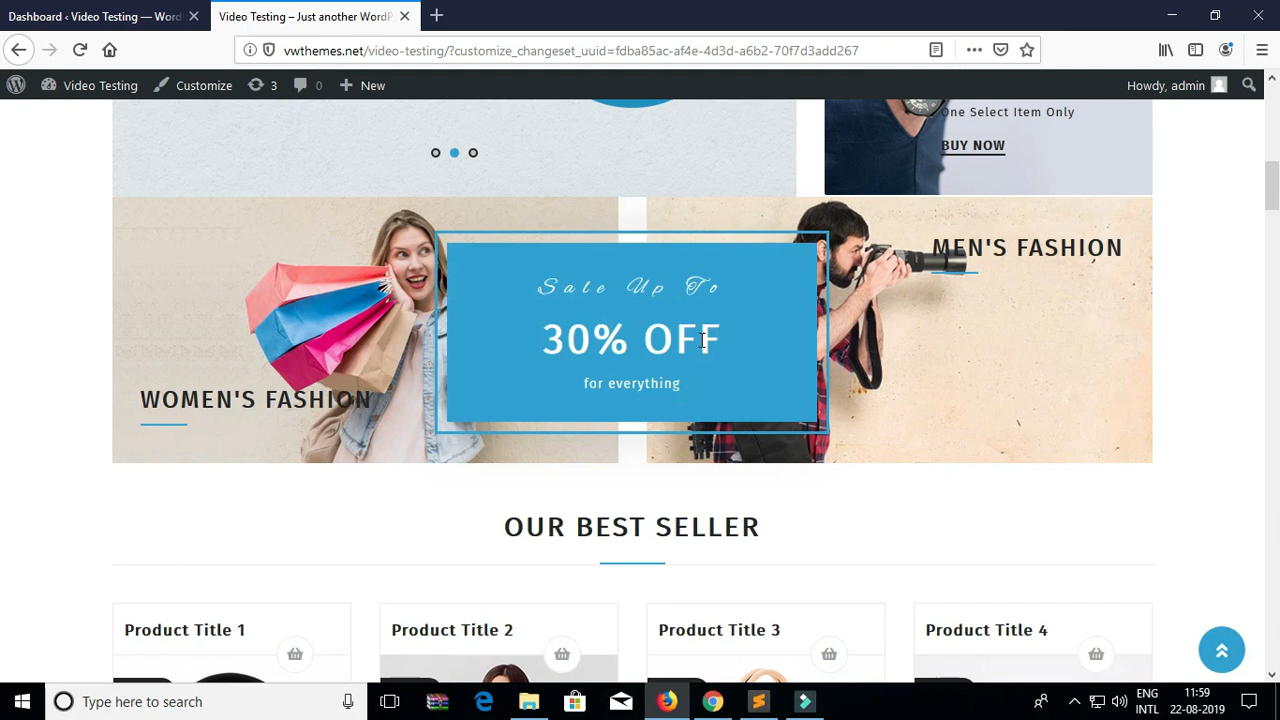 Dashboard ‹ Video Testing — Word
Video Testing – Just another WordP
vwthemes.net/video-testing/?customize_changeset_uuid=fdba85ac-af4e-4d3d-a6b2-70f7d3add267
Video Testing
Customize
3
0
New
Howdy, admin
One Select Item Only
BUY NOW
MEN'S FASHION
Sale Up To
30% OFF
for everything
WOMEN'S FASHION
OUR BEST SELLER
Product Title 1
Product Title 2
Product Title 3
Product Title 4
Type here to search
ENG
INTL
11:59
22-08-2019